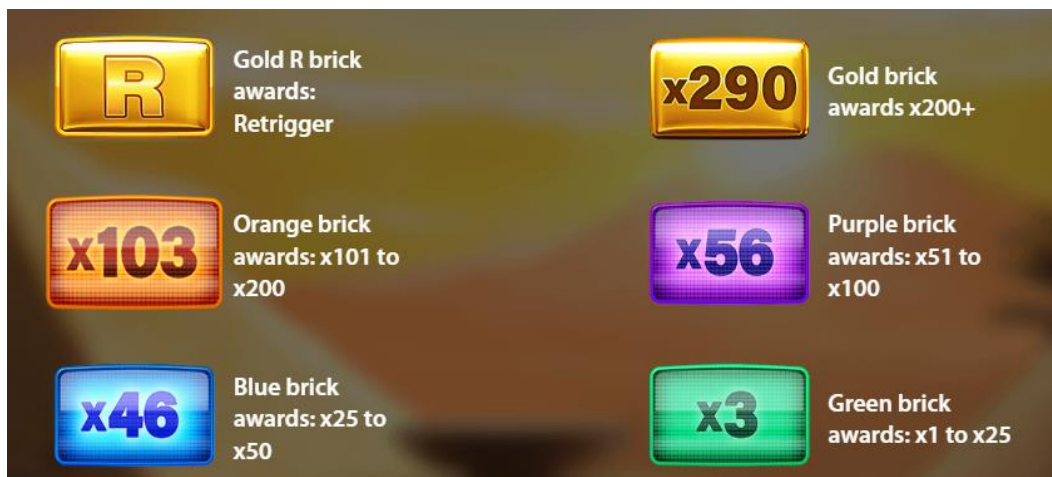 R
Gold R brick
awards:
Retrigger
x290
Gold brick
awards x200+
x103
Orange brick
awards: x101 to
x200
x56
Purple brick
awards: x51 to
x100
x46
Blue brick
awards: x25 to
x50
x3
Green brick
awards: x1 to x25